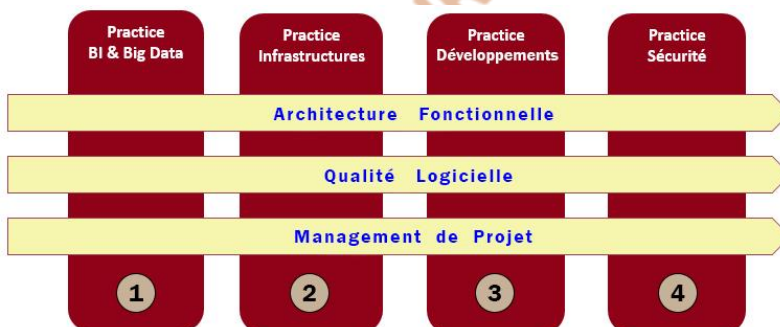 Practice
BI & Big Data
Practice
Infrastructures
Practice
Développements
Practice
Sécurité
Architecture Fonctionnelle
Qualité Logicielle
Management de Projet
1
2
3
4